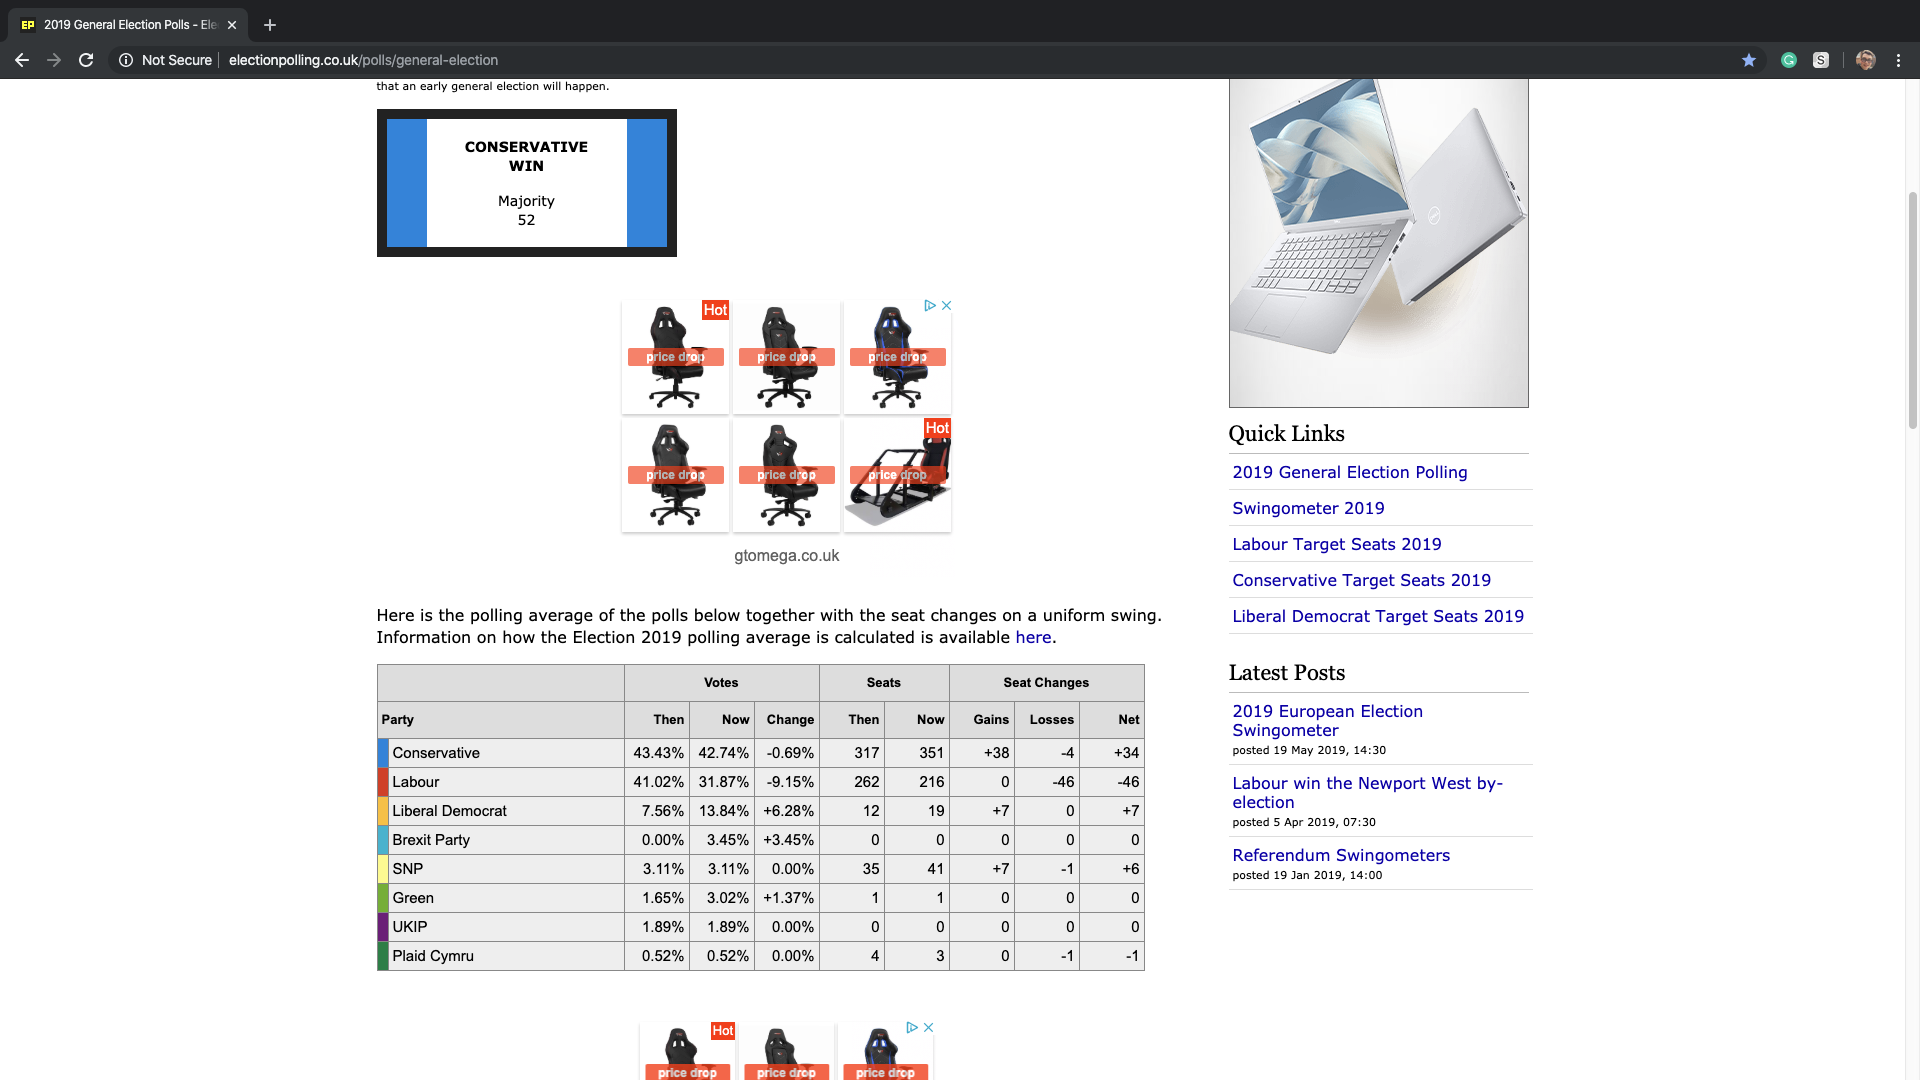 EP 2019 General Election Polls - Ele
Not Secure electionpolling.co.uk/polls/general-election
S
that an early general election will happen.
CONSERVATIVE
WIN
Majority
52
Hot
price drop price drop price drop
Hot
price drop price drop price drop
gtomega.co.uk
Here is the polling average of the polls below together with the seat changes on a uniform swing.
Information on how the Election 2019 polling average is calculated is available here.
Votes Seats Seat Changes
Party Then Now Change Then Now Gains Losses Net
Conservative 43.43% 42.74% -0.69% 317 351 +38 -4 +34
Labour 41.02% 31.87% -9.15% 262 216 0 -46 -46
Liberal Democrat 7.56% 13.84% +6.28% 12 19 +7 0 +7
Brexit Party 0.00% 3.45% +3.45% 0 0 0 0 0
SNP 3.11% 3.11% 0.00% 35 41 +7 -1 +6
Green 1.65% 3.02% +1.37% 1 1 0 0 0
UKIP 1.89% 1.89% 0.00% 0 0 0 0 0
Plaid Cymru 0.52% 0.52% 0.00% 4 3 0 -1 -1
Hot
price drop price drop price drop
Quick Links
2019 General Election Polling
Swingometer 2019
Labour Target Seats 2019
Conservative Target Seats 2019
Liberal Democrat Target Seats 2019
Latest Posts
2019 European Election
Swingometer
posted 19 May 2019, 14:30
Labour win the Newport West by-
election
posted 5 Apr 2019, 07:30
Referendum Swingometers
posted 19 Jan 2019, 14:00